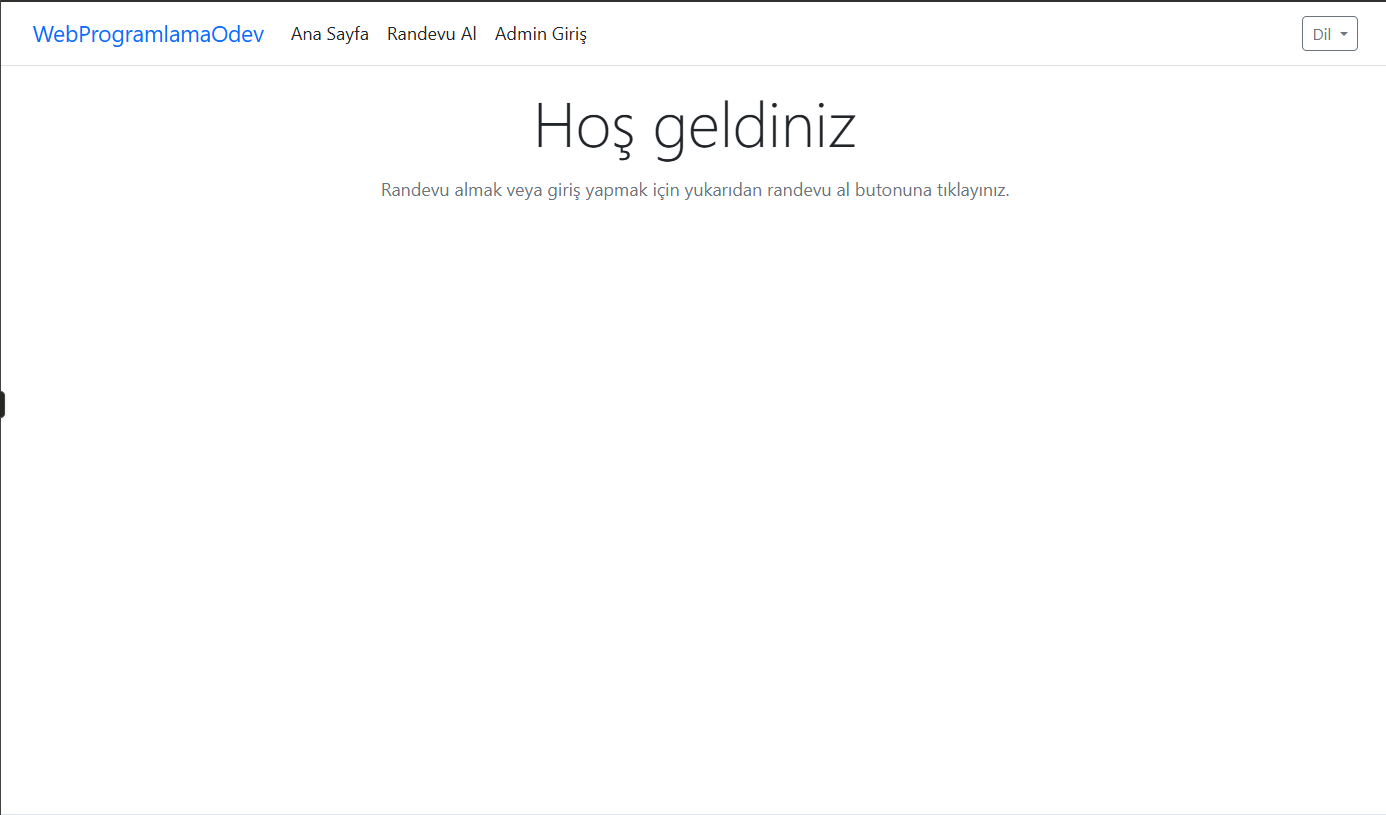 WebProgramlamaOdev Ana Sayfa Randevu Al Admin Giriş Dil
Hoş geldiniz
Randevu almak veya giriş yapmak için yukarıdan randevu al butonuna tıklayınız.